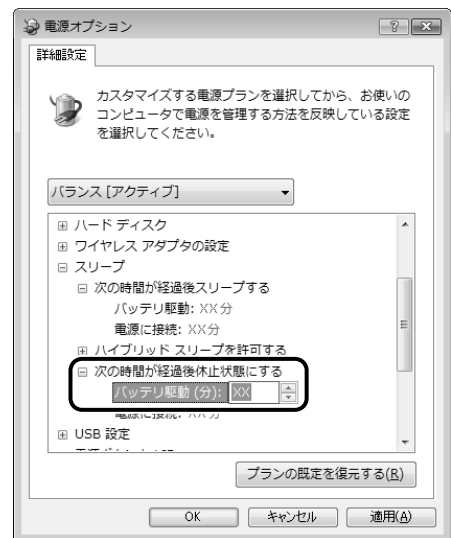 電源オプション
詳細設定
カスタマイズする電源プランを選択してから、お使いの
コンピュータで電源を管理する方法を反映している設定
を選択してください。
バランス [アクティブ]
ハード ディスク
ワイヤレス アダプタの設定
スリープ
次の時間が経過後スリープする
バッテリ駆動: XX分
電源に接続: XX分
ハイブリッド スリープを許可する
次の時間が経過後休止状態にする
バッテリ駆動 (分): XX
電源に接続: XX分
USB 設定
プランの既定を復元する(R)
OK キャンセル 適用(A)